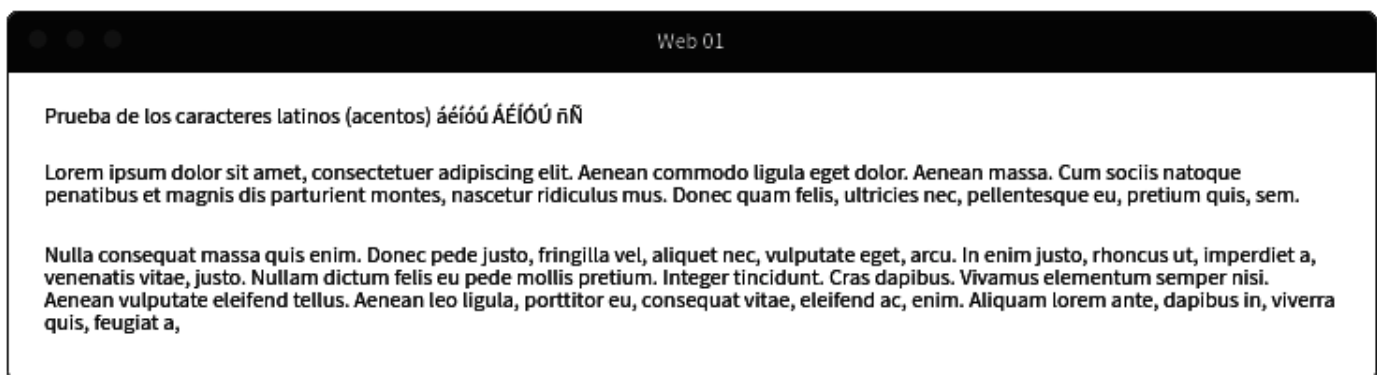 Web 01
Prueba de los caracteres latinos (acentos) áéíóú ÁÉÍÓÚ ñÑ
Lorem ipsum dolor sit amet, consectetuer adipiscing elit. Aenean commodo ligula eget dolor. Aenean massa. Cum sociis natoque
penatibus et magnis dis parturient montes, nascetur ridiculus mus. Donec quam felis, ultricies nec, pellentesque eu, pretium quis, sem.
Nulla consequat massa quis enim. Donec pede justo, fringilla vel, aliquet nec, vulputate eget, arcu. In enim justo, rhoncus ut, imperdiet a,
venenatis vitae, justo. Nullam dictum felis eu pede mollis pretium. Integer tincidunt. Cras dapibus. Vivamus elementum semper nisi.
Aenean vulputate eleifend tellus. Aenean leo ligula, porttitor eu, consequat vitae, eleifend ac, enim. Aliquam lorem ante, dapibus in, viverra
quis, feugiat a,